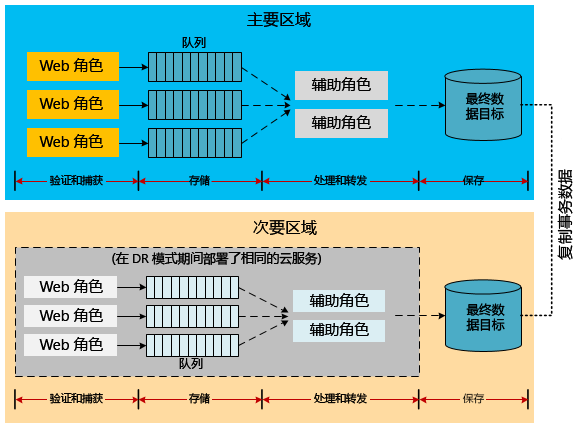 主要区域
队列
Web 角色
Web 角色
Web 角色
辅助角色
辅助角色
最终数
据目标
验证和捕获
存储
处理和转发
保存
复制事务数据
次要区域
(在 DR 模式期间部署了相同的云服务)
Web 角色
Web 角色
Web 角色
队列
辅助角色
辅助角色
最终数
据目标
验证和捕获
存储
处理和转发
保存